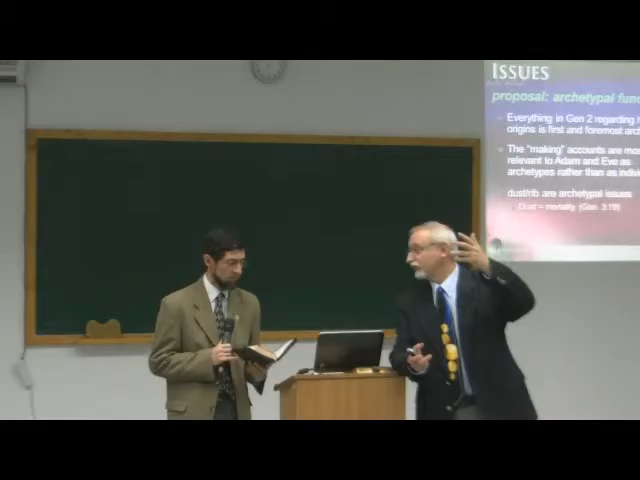 ISSUES
proposal: archetypal func
Everything in Gen 2 regarding h
origins is first and foremost arch
The "making" accounts are mos
relevant to Adam and Eve as
archetypes rather than as indivi
dust/rib are archetypal issues
Dust = mortality (Gen. 3:19)